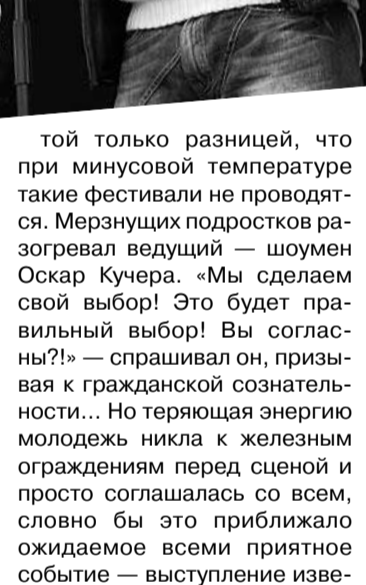 той только разницей, что
при минусовой температуре
такие фестивали не проводят-
ся. Мерзнущих подростков ра-
зогревал ведущий — шоумен
Оскар Кучера. «Мы сделаем
свой выбор! Это будет пра-
вильный выбор! Вы соглас-
ны?!» — спрашивал он, призы-
вая к гражданской сознатель-
ности... Но теряющая энергию
молодежь никла к железным
ограждениям перед сценой и
просто соглашалась со всем,
словно бы это приближало
ожидаемое всеми приятное
событие — выступление изве-